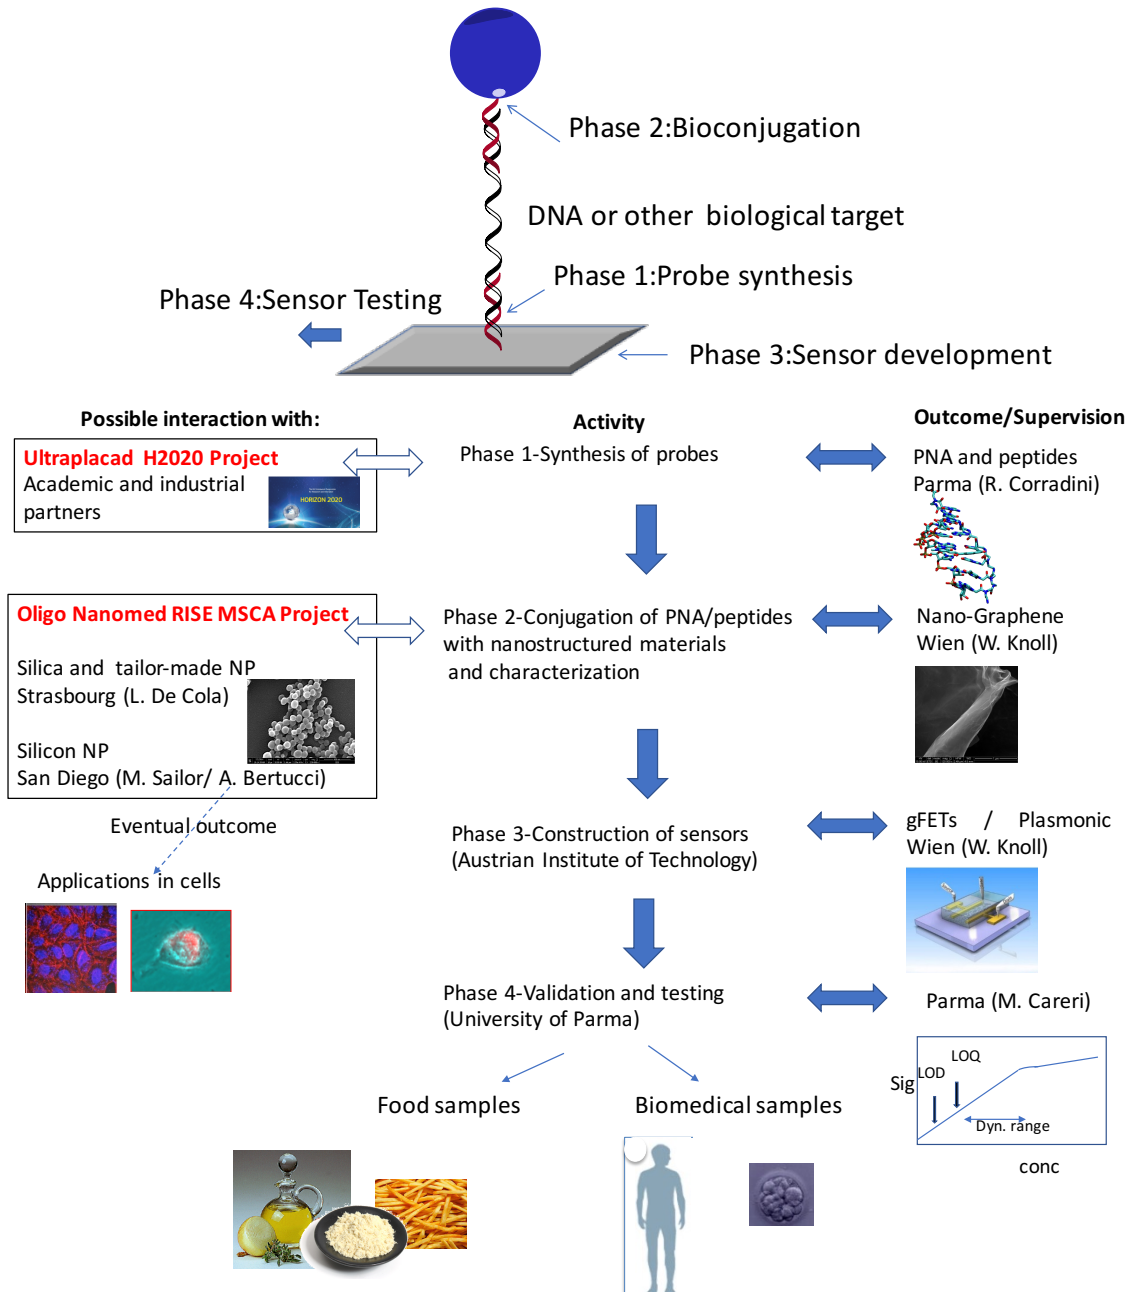 Phase 2:Bioconjugation
DNA or other biological target
Phase 1:Probe synthesis
Phase 4:Sensor Testing
Phase 3:Sensor development
Possible interaction with:
Activity
Outcome/Supervision
Ultraplacad H2020 Project
Academic and industrial
partners
HORIZON 2020
Phase 1-Synthesis of probes
PNA and peptides
Parma (R. Corradini)
Oligo Nanomed RISE MSCA Project
Silica and tailor-made NP
Strasbourg (L. De Cola)
Silicon NP
San Diego (M. Sailor/ A. Bertucci)
Phase 2-Conjugation of PNA/peptides
with nanostructured materials
and characterization
Nano-Graphene
Wien (W. Knoll)
Eventual outcome
Applications in cells
Phase 3-Construction of sensors
(Austrian Institute of Technology)
gFETs / Plasmonic
Wien (W. Knoll)
Phase 4-Validation and testing
(University of Parma)
Parma (M. Careri)
LOQ
Sig LOD
Dyn. range
conc
Food samples
Biomedical samples